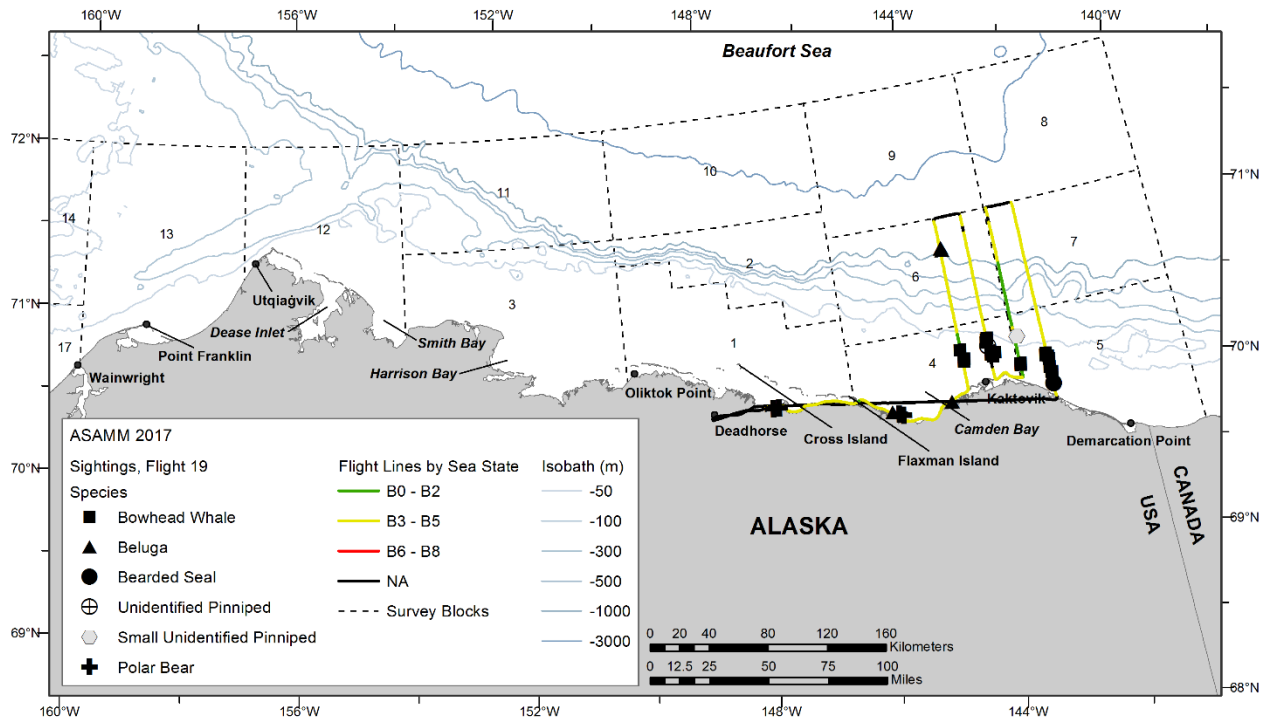 160°W 156°W 152°W 148°W 144°W 140°W
Beaufort Sea
72°N
71°N
70°N
69°N
71°N
70°N
69°N
68°N
8
9
10
11
14
13
12
7
6
2
3
5
17
1
4
Utqiaġvik
Dease Inlet
Smith Bay
Point Franklin
Harrison Bay
Wainwright
Oliktok Point
Kaktovik
Deadhorse
Camden Bay
Cross Island
Demarcation Point
Flaxman Island
ALASKA
USA
CANADA
ASAMM 2017
Sightings, Flight 19
Species
Bowhead Whale
Beluga
Bearded Seal
Unidentified Pinniped
Small Unidentified Pinniped
Polar Bear
Flight Lines by Sea State
B0 - B2
B3 - B5
B6 - B8
NA
Survey Blocks
Isobath (m)
-50
-100
-300
-500
-1000
-3000
0 20 40 80 120 160
Kilometers
0 12.5 25 50 75 100
Miles
160°W 156°W 152°W 148°W 144°W